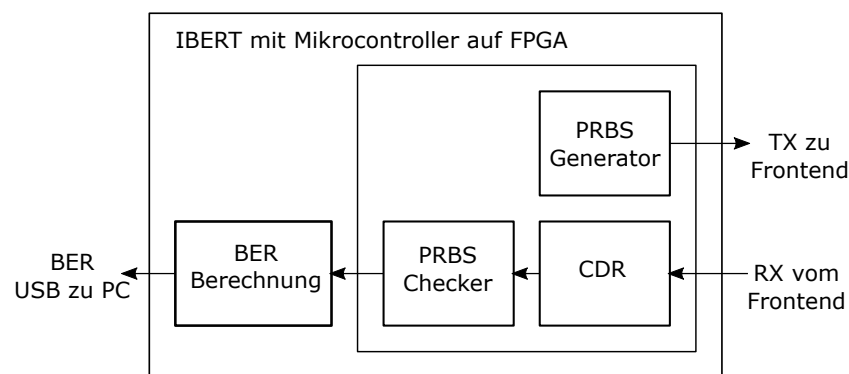 IBERT mit Mikrocontroller auf FPGA
PRBS
Generator
TX zu
Frontend
BER
USB zu PC
BER
Berechnung
PRBS
Checker
CDR
RX vom
Frontend